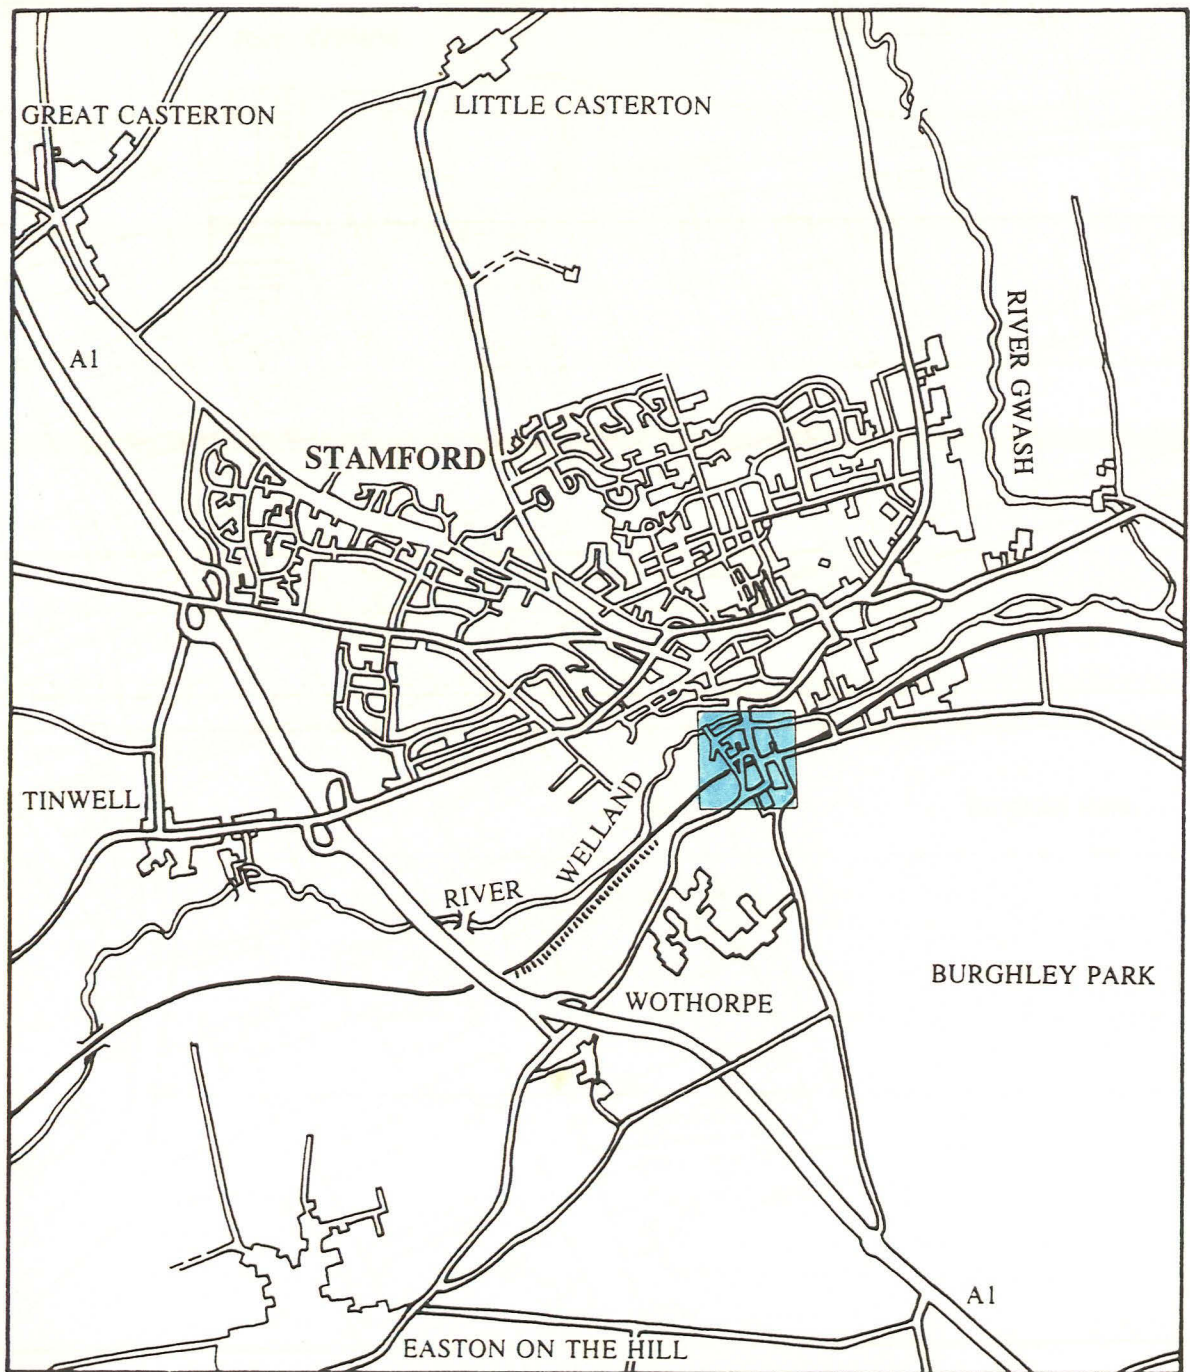 GREAT CASTERTON
LITTLE CASTERTON
A1
RIVER GWASH
STAMFORD
TINWELL
RIVER WELLAND
BURGHLEY PARK
WOTHORPE
A1
EASTON ON THE HILL